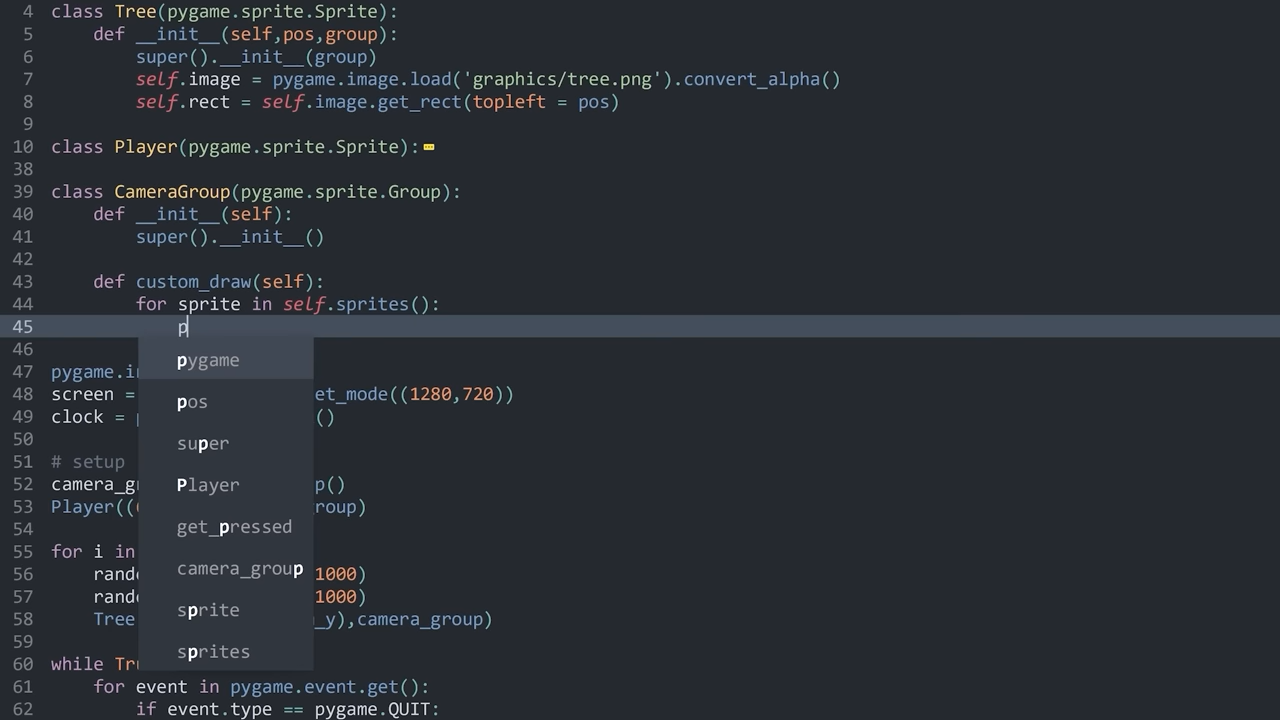 4 class Tree(pygame.sprite.Sprite):
5 def __init__(self,pos,group):
6 super().__init__(group)
7 self.image = pygame.image.load('graphics/tree.png').convert_alpha()
8 self.rect = self.image.get_rect(topleft = pos)
9
10 class Player(pygame.sprite.Sprite):
38
39 class CameraGroup(pygame.sprite.Group):
40 def __init__(self):
41 super().__init__()
42
43 def custom_draw(self):
44 for sprite in self.sprites():
45 p
46
pygame
47 pygame.in
48 screen = et_mode((1280,720))
pos
49 clock = ()
50
super
51 # setup
52 camera_g p()
Player
53 Player(( roup)
54
get_pressed
55 for i in
56 rand 1000)
camera_group
57 rand 1000)
sprite
58 Tree _y),camera_group)
59
sprites
60 while Tr
61 for event in pygame.event.get():
62 if event.type == pygame.QUIT: